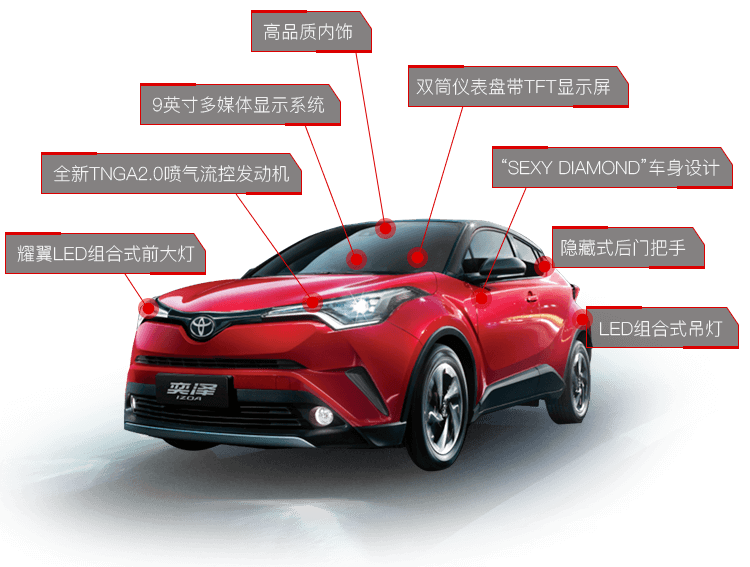 高品质内饰
双筒仪表盘带TFT显示屏
9英寸多媒体显示系统
“SEXY DIAMOND”车身设计
全新TNGA2.0喷气流控发动机
隐藏式后门把手
耀翼LED组合式前大灯
LED组合式吊灯
奕泽
IZOA